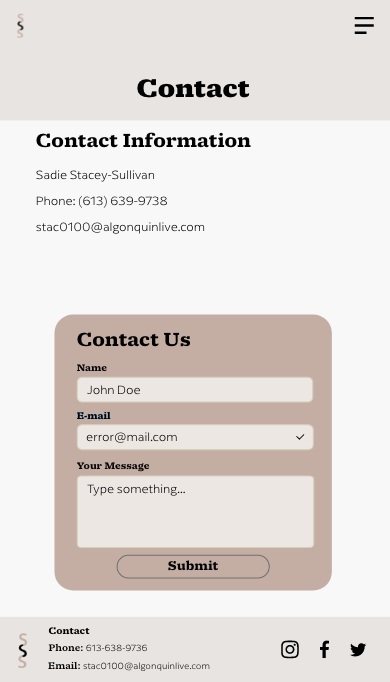 Contact
Contact Information
Sadie Stacey-Sullivan
Phone: (613) 639-9738
stac0100@algonquinlive.com
Contact Us
Name
John Doe
E-mail
error@mail.com
Your Message
Type something...
Submit
Contact
Phone: 613-638-9736
Email: stac0100@algonquinlive.com